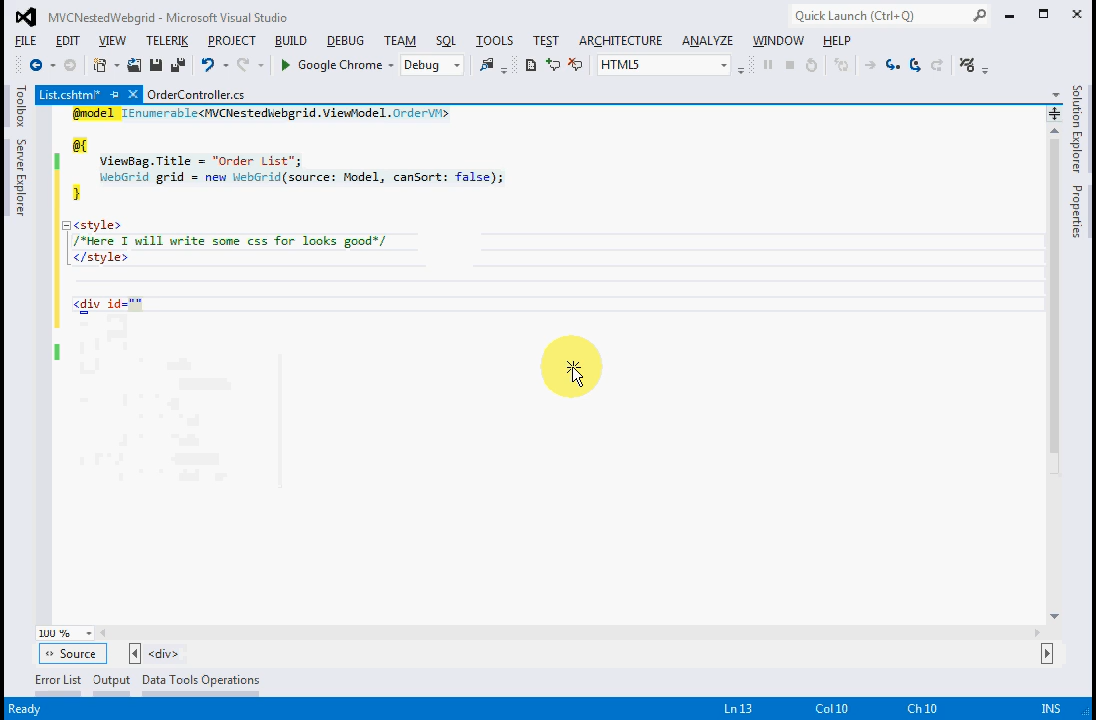 MVCNestedWebgrid - Microsoft Visual Studio
Quick Launch (Ctrl+Q)
FILE EDIT VIEW TELERIK PROJECT BUILD DEBUG TEAM SQL TOOLS TEST ARCHITECTURE ANALYZE WINDOW HELP
Google Chrome Debug HTML5
List.cshtml* OrderController.cs
Toolbox
Server Explorer
Solution Explorer
Properties
@model IEnumerable<MVCNestedWebgrid.ViewModel.OrderVM>
@{
ViewBag.Title = "Order List";
WebGrid grid = new WebGrid(source: Model, canSort: false);
}
<style>
/*Here I will write some css for looks good*/
</style>
<div id=""
100 %
Source <div>
Error List Output Data Tools Operations
Ready Ln 13 Col 10 Ch 10 INS